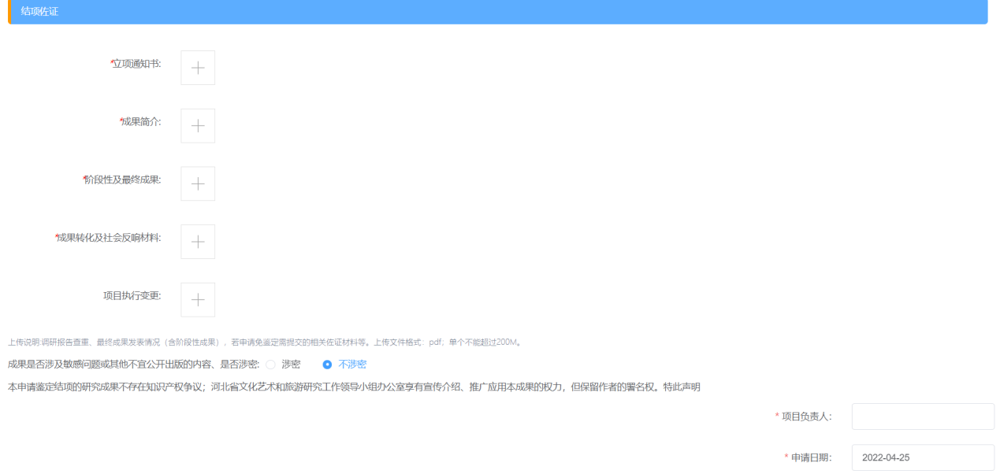 结项佐证
*立项通知书:
*成果简介:
*阶段性及最终成果:
*成果转化及社会反响材料:
项目执行变更:
上传说明:调研报告查重、最终成果发表情况（含阶段性成果）, 若申请免鉴定需提交的相关佐证材料等。上传文件格式：pdf; 单个不能超过200M。
成果是否涉及敏感问题或其他不宜公开出版的内容、是否涉密: 涉密 不涉密
本申请鉴定结项的研究成果不存在知识产权争议；河北省文化艺术和旅游研究工作领导小组办公室享有宣传介绍、推广应用本成果的权力，但保留作者的署名权。特此声明
* 项目负责人:
* 申请日期: 2022-04-25